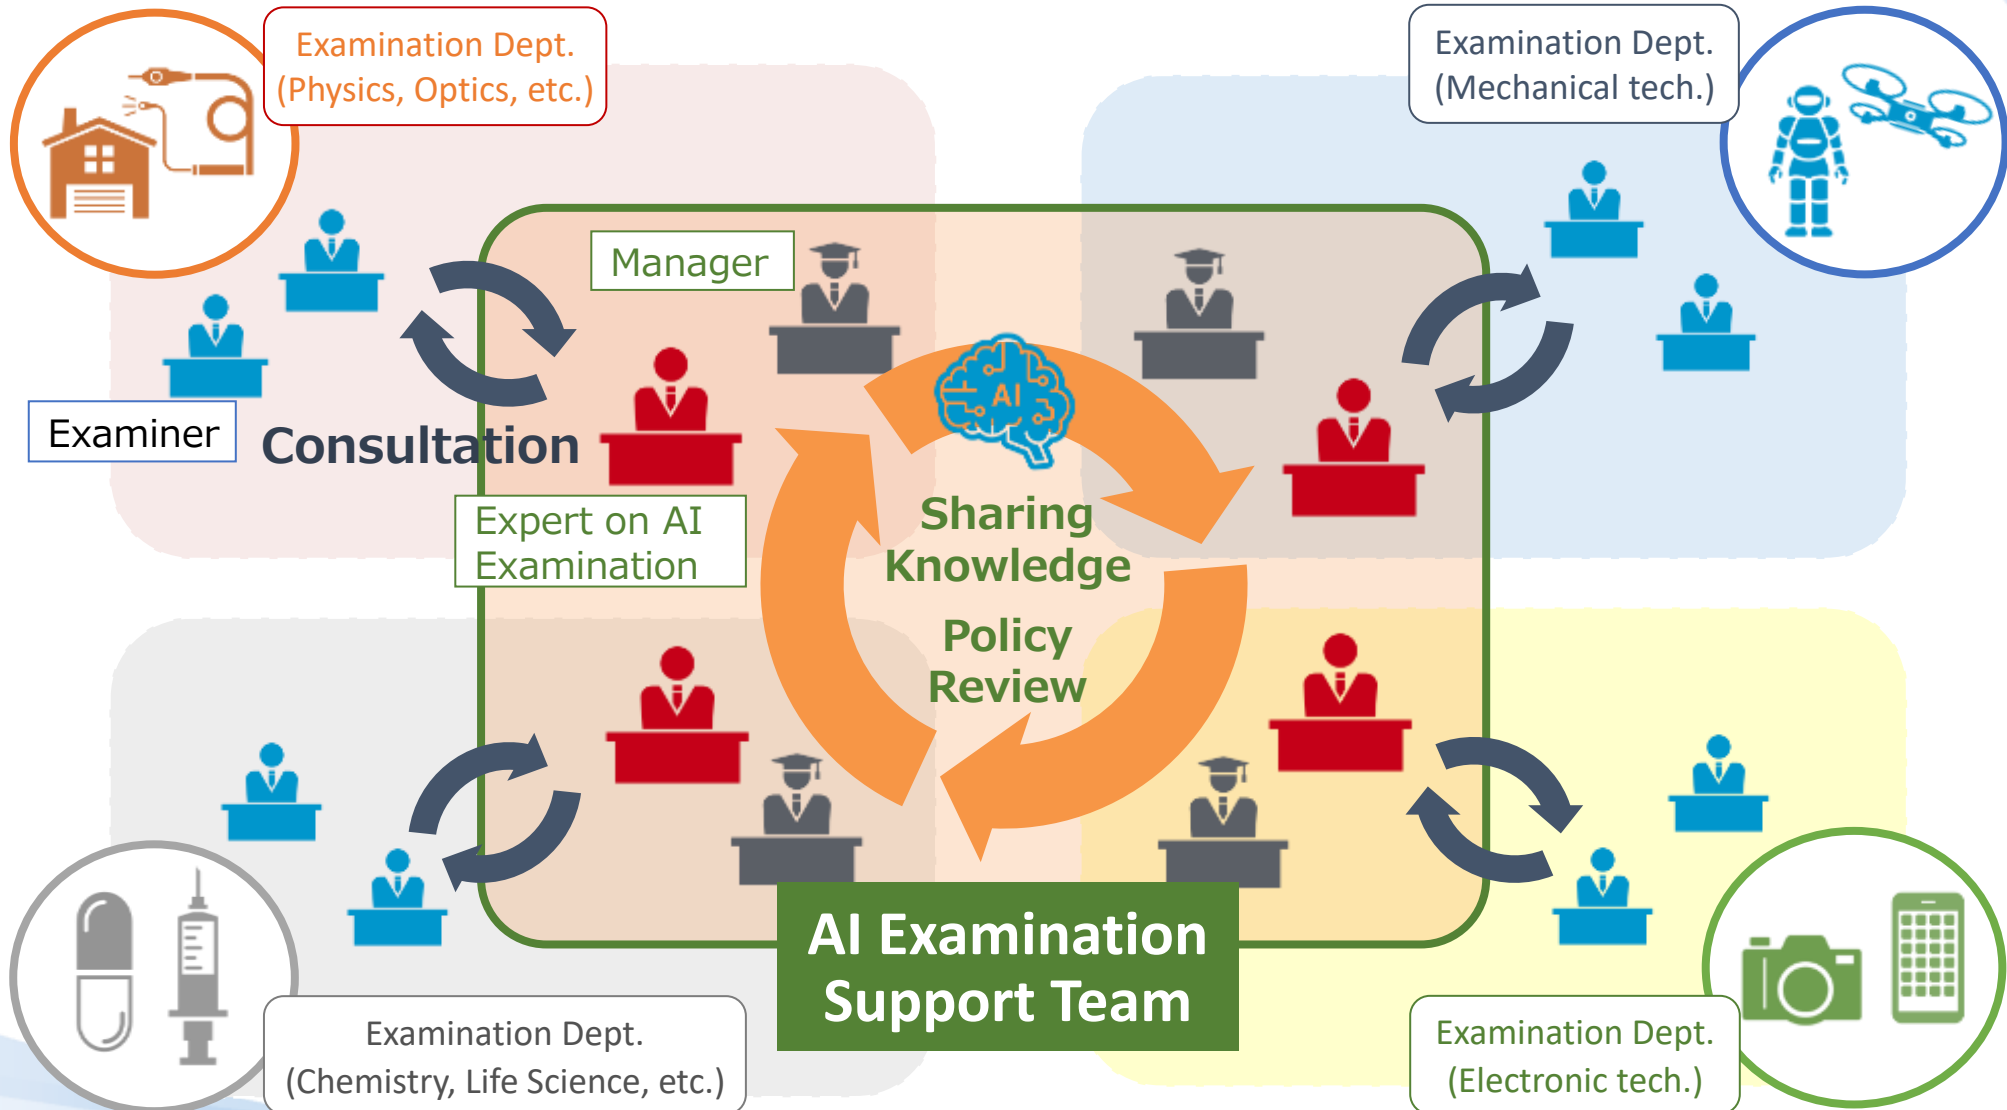 Examination Dept.
(Physics, Optics, etc.)
Examination Dept.
(Mechanical tech.)
Manager
AI
Examiner
Consultation
Expert on AI
Examination
Sharing
Knowledge
Policy
Review
AI Examination
Support Team
Examination Dept.
(Chemistry, Life Science, etc.)
Examination Dept.
(Electronic tech.)